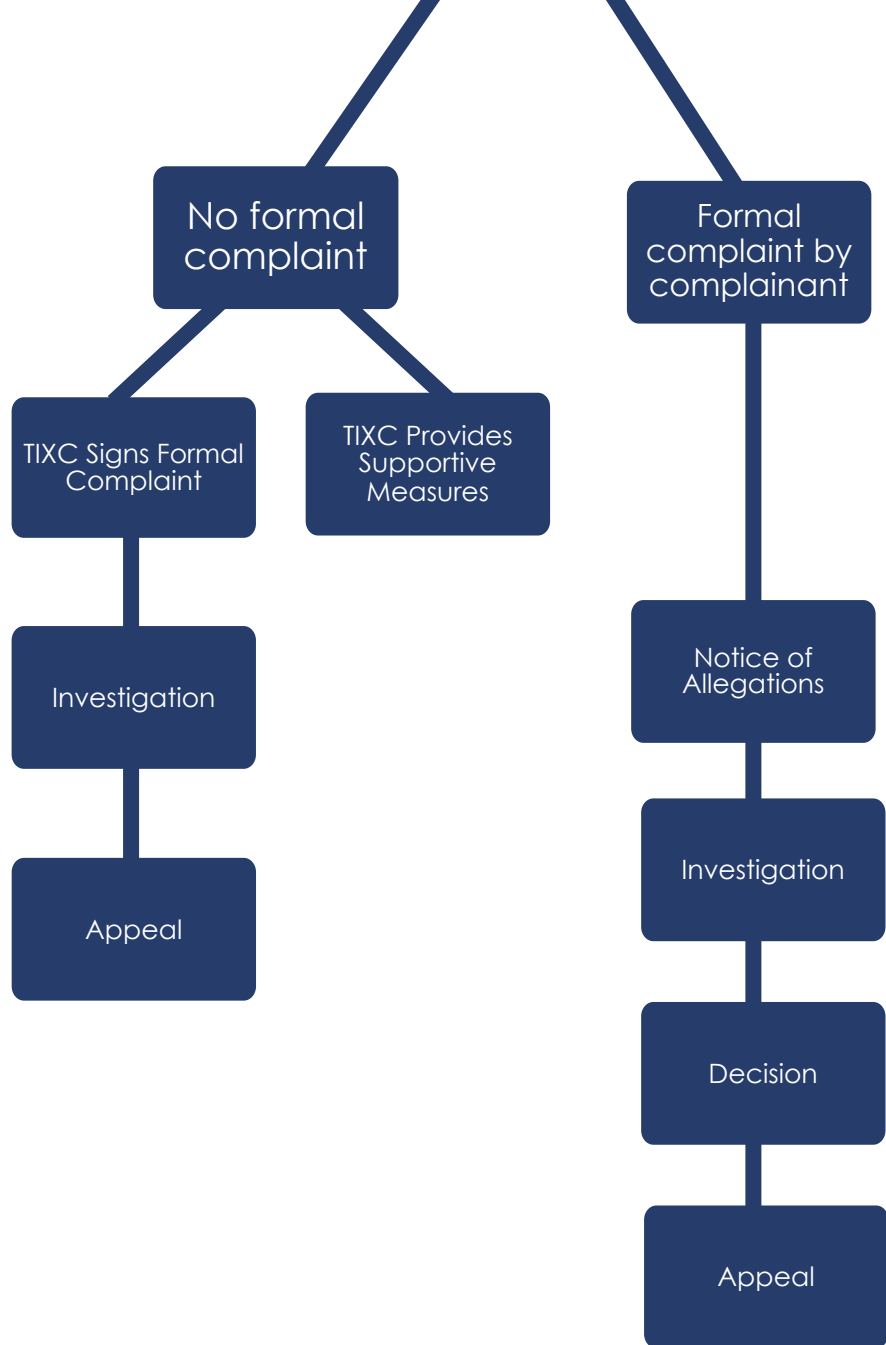 No formal
complaint
Formal
complaint by
complainant
TIXC Signs Formal
Complaint
TIXC Provides
Supportive
Measures
Notice of
Allegations
Investigation
Investigation
Appeal
Decision
Appeal